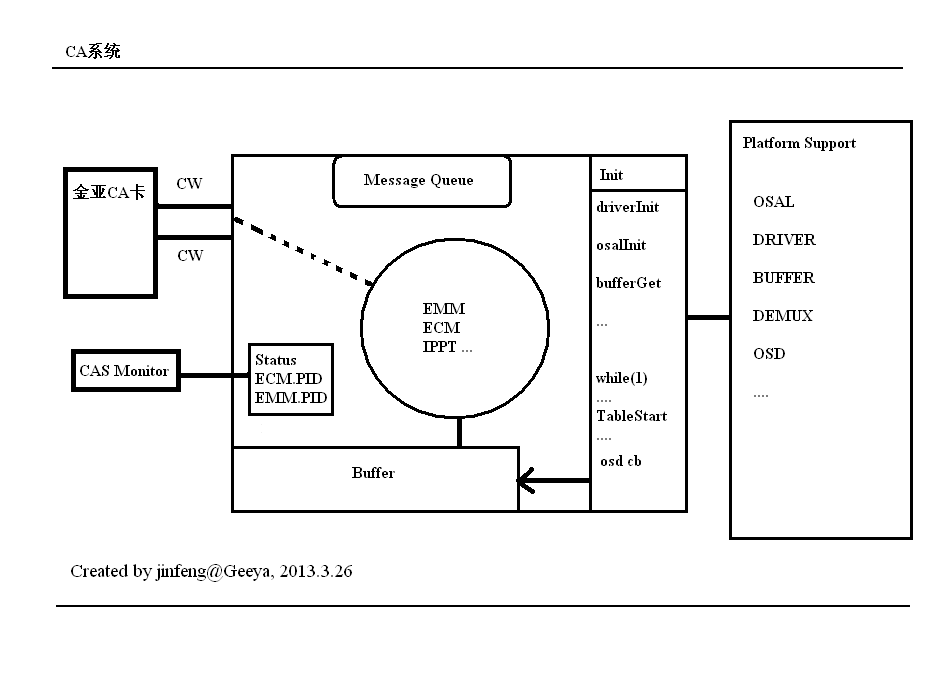 CA系统
金亚CA卡
CW
CW
CAS Monitor
Message Queue
EMM
ECM
IPPT ...
Status
ECM.PID
EMM.PID
Buffer
Init
driverInit
osalInit
bufferGet
...
while(1)
....
TableStart
....
osd cb
Platform Support
OSAL
DRIVER
BUFFER
DEMUX
OSD
....
Created by jinfeng@Geeya, 2013.3.26